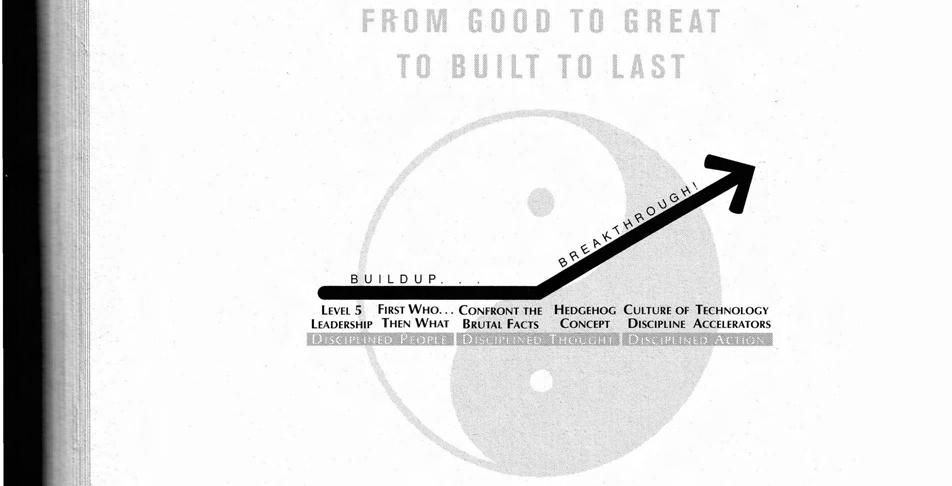 FROM GOOD TO GREAT
TO BUILT TO LAST
BREAKTHROUGH!
BUILDUP. . .
LEVEL 5 FIRST WHO... CONFRONT THE HEDGEHOG CULTURE OF TECHNOLOGY
LEADERSHIP THEN WHAT BRUTAL FACTS CONCEPT DISCIPLINE ACCELERATORS
DISCIPLINED PEOPLE DISCIPLINED THOUGHT DISCIPLINED ACTION